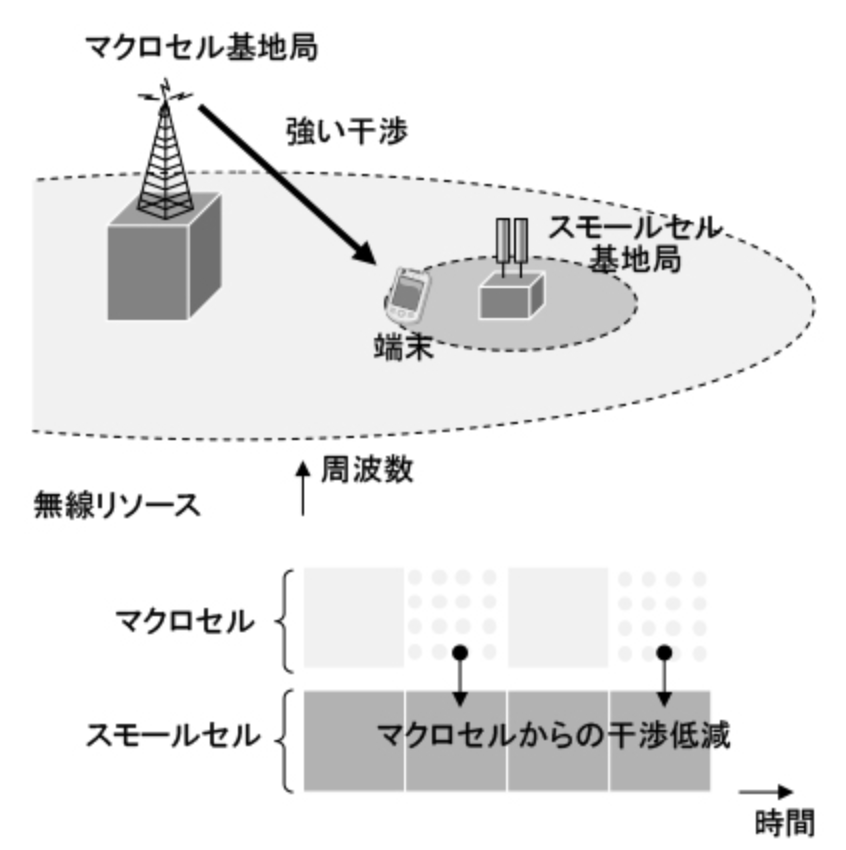 マクロセル基地局
強い干渉
スモールセル
基地局
端末
周波数
無線リソース
マクロセル
スモールセル
マクロセルからの干渉低減
時間